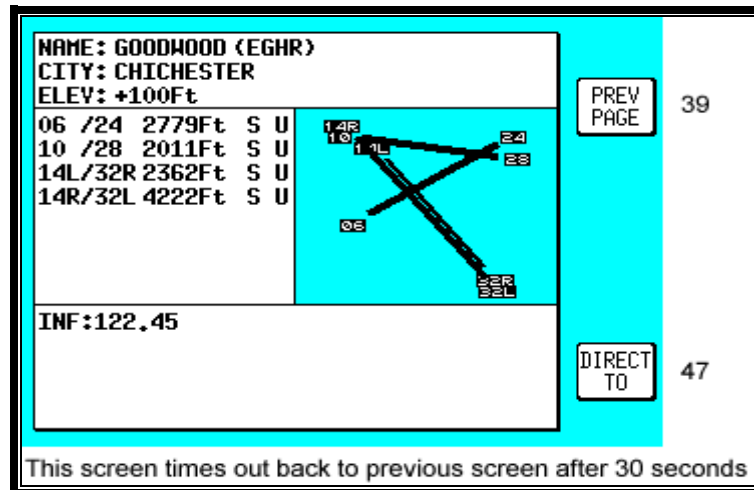 NAME: GOODWOOD (EGHR)
CITY: CHICHESTER
ELEV: +100Ft
06 /24 2779Ft S U
10 /28 2011Ft S U
14L/32R 2362Ft S U
14R/32L 4222Ft S U
14R
10
14L
24
28
06
32R
32L
INF:122.45
PREV
PAGE
39
DIRECT
TO
47
This screen times out back to previous screen after 30 seconds